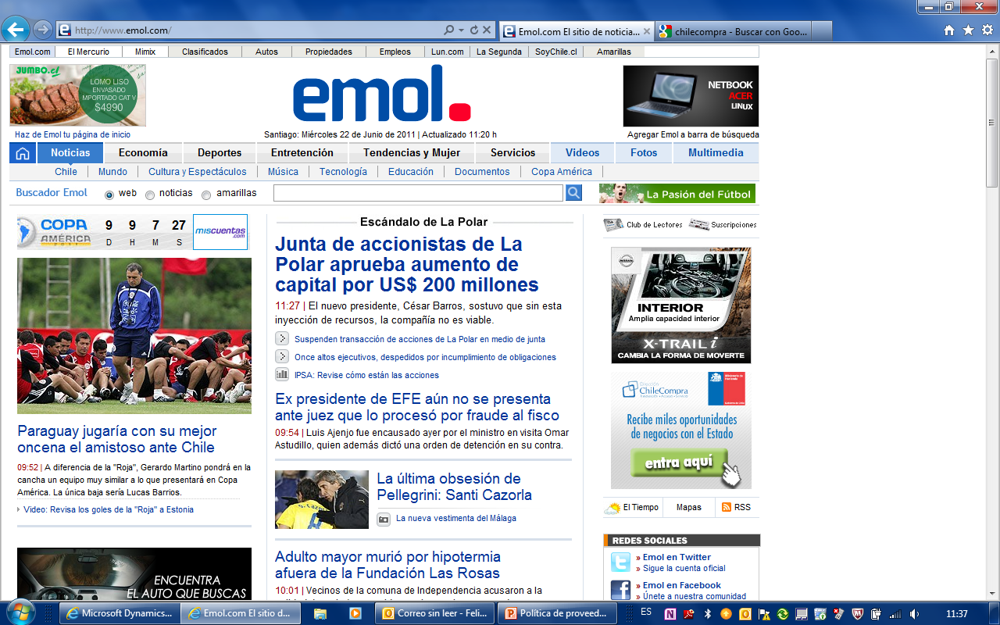 http://www.emol.com/
Emol.com El sitio de noticia...
chilecompra - Buscar con Goo...
Emol.com El Mercurio Mimix Clasificados Autos Propiedades Empleos Lun.com La Segunda SoyChile.cl Amarillas
JUMBO.cl
LOMO LISO
ENVASADO
IMPORTADO CAT V
$4990
emol.
NETBOOK
ACER
LINUX
Haz de Emol tu página de inicio
Santiago: Miércoles 22 de Junio de 2011 | Actualizado 11:20 h
Agregar Emol a barra de búsqueda
Noticias Economía Deportes Entretención Tendencias y Mujer Servicios Videos Fotos Multimedia
Chile Mundo Cultura y Espectáculos Música Tecnología Educación Documentos Copa América
Buscador Emol web noticias amarillas
La Pasión del Fútbol
COPA
AMÉRICA
2011
9 9 7 27
D H M S
miscuentas
.com
Paraguay jugaría con su mejor
oncena el amistoso ante Chile
09:52 | A diferencia de la "Roja", Gerardo Martino pondrá en la
cancha un equipo muy similar a lo que presentará en Copa
América. La única baja sería Lucas Barrios.
Video: Revisa los goles de la "Roja" a Estonia
ENCUENTRA
EL AUTO QUE BUSCAS
Escándalo de La Polar
Junta de accionistas de La
Polar aprueba aumento de
capital por US$ 200 millones
11:27 | El nuevo presidente, César Barros, sostuvo que sin esta
inyección de recursos, la compañía no es viable.
Suspenden transacción de acciones de La Polar en medio de junta
Once altos ejecutivos, despedidos por incumplimiento de obligaciones
IPSA: Revise cómo están las acciones
Ex presidente de EFE aún no se presenta
ante juez que lo procesó por fraude al fisco
09:54 | Luis Ajenjo fue encausado ayer por el ministro en visita Omar
Astudillo, quien además dictó una orden de detención en su contra.
La última obsesión de
Pellegrini: Santi Cazorla
La nueva vestimenta del Málaga
Adulto mayor murió por hipotermia
afuera de la Fundación Las Rosas
10:01 | Vecinos de la comuna de Independencia acusaron a la
Club de Lectores Suscripciones
NISSAN
INTERIOR
Amplia capacidad interior
X-TRAIL i
CAMBIA LA FORMA DE MOVERTE
ChileCompra
Recibe miles oportunidades
de negocios con el Estado
entra aquí
El Tiempo Mapas RSS
REDES SOCIALES
» Emol en Twitter
» Sigue la cuenta oficial
» Emol en Facebook
» Únete a nuestra comunidad
Microsoft Dynamics... Emol.com El sitio d... Correo sin leer - Feli... Política de proveed... ES 11:37